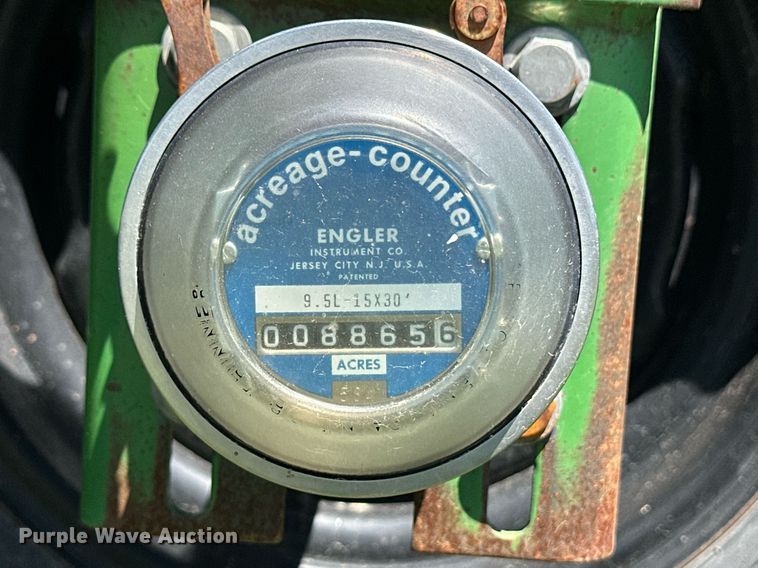 acreage-counter
ENGLER
INSTRUMENT CO.
JERSEY CITY N.J. U.S.A.
PATENTED
9.5L-15X30'
0088656
ACRES
Purple Wave Auction